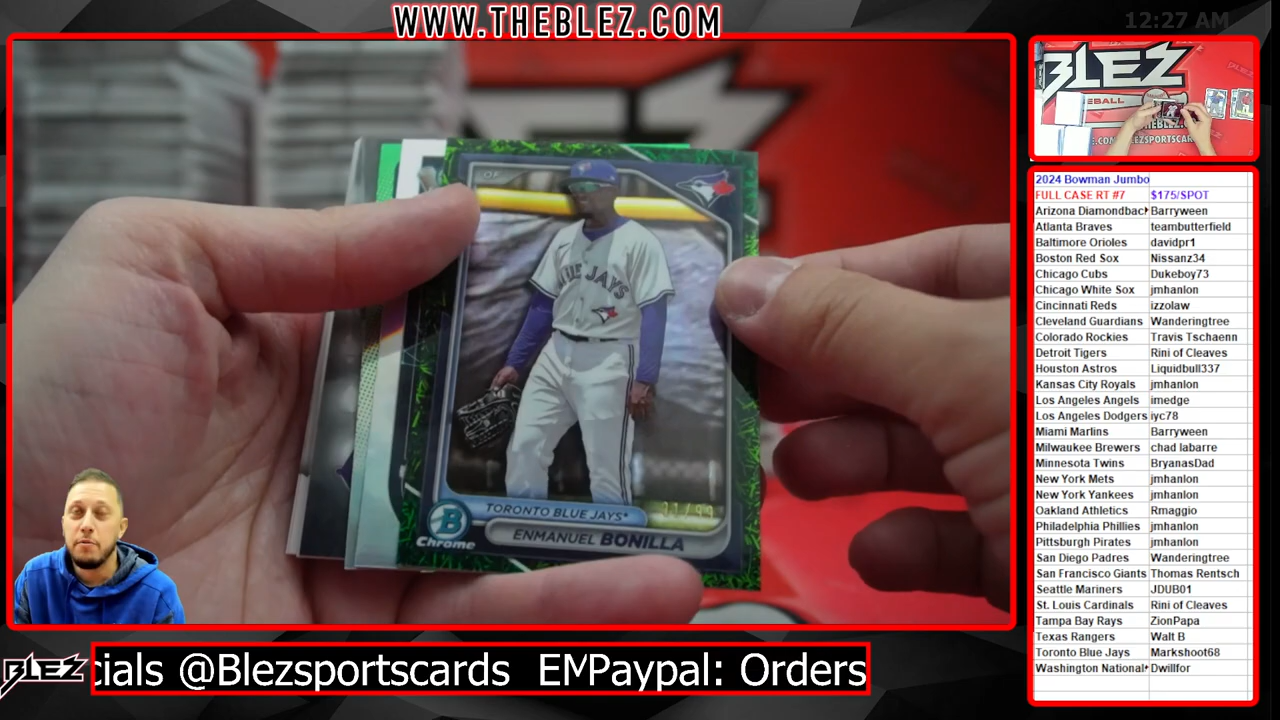 WWW.THEBLEZ.COM
12:27 AM
OF
BLUE JAYS
TORONTO BLUE JAYS*
B
Chrome
ENMANUEL BONILLA
BLEZ
2024 Bowman Jumbo
FULL CASE RT #7 $175/SPOT
Arizona Diamondbac Barryween
Atlanta Braves teambutterfield
Baltimore Orioles davidpr1
Boston Red Sox Nissanz34
Chicago Cubs Dukeboy73
Chicago White Sox jmhanlon
Cincinnati Reds izzolaw
Cleveland Guardians Wanderingtree
Colorado Rockies Travis Tschaenn
Detroit Tigers Rini of Cleaves
Houston Astros Liquidbull337
Kansas City Royals jmhanlon
Los Angeles Angels imedge
Los Angeles Dodgers iyc78
Miami Marlins Barryween
Milwaukee Brewers chad labarre
Minnesota Twins BryanasDad
New York Mets jmhanlon
New York Yankees jmhanlon
Oakland Athletics Rmaggio
Philadelphia Phillies jmhanlon
Pittsburgh Pirates jmhanlon
San Diego Padres Wanderingtree
San Francisco Giants Thomas Rentsch
Seattle Mariners JDUB01
St. Louis Cardinals Rini of Cleaves
Tampa Bay Rays ZionPapa
Texas Rangers Walt B
Toronto Blue Jays Markshoot68
Washington National Dwillfor
BLEZ
cials @Blezsportscards EMPaypal: Orders